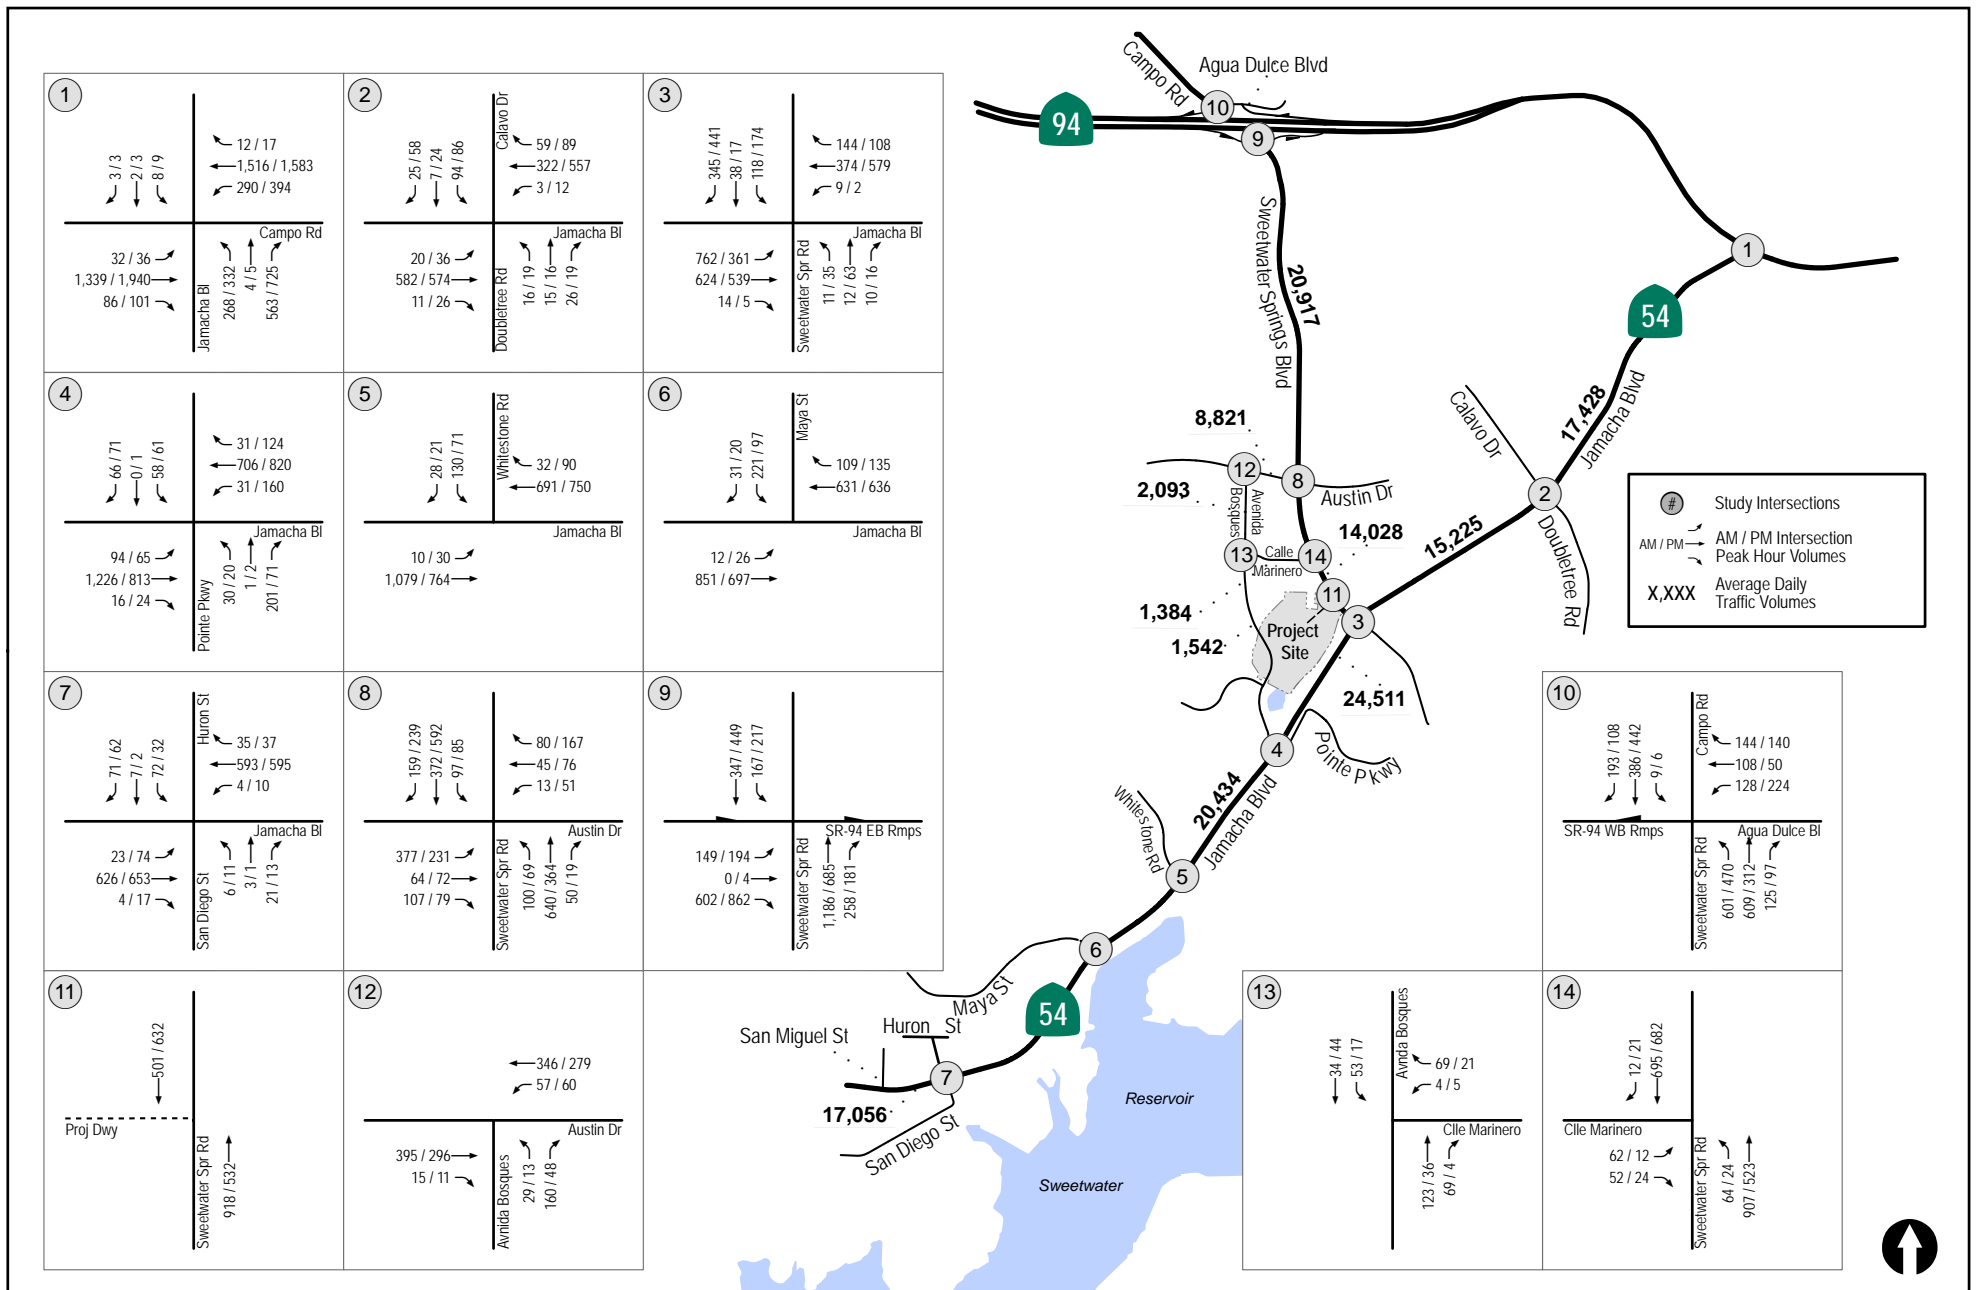 1
3 / 3
2 / 3
8 / 9
12 / 17
1,516 / 1,583
290 / 394
Campo Rd
32 / 36
1,339 / 1,940
86 / 101
Jamacha Bl
268 / 332
4 / 5
563 / 725
2
25 / 58
7 / 24
94 / 86
Calavo Dr
59 / 89
322 / 557
3 / 12
Jamacha Bl
20 / 36
582 / 574
11 / 26
Doubletree Rd
16 / 19
15 / 16
26 / 19
3
345 / 441
38 / 17
118 / 174
144 / 108
374 / 579
9 / 2
Jamacha Bl
762 / 361
624 / 539
14 / 5
Sweetwater Spr Rd
11 / 35
12 / 63
10 / 16
4
66 / 71
0 / 1
58 / 61
31 / 124
706 / 820
31 / 160
Jamacha Bl
94 / 65
1,226 / 813
16 / 24
Pointe Pkwy
30 / 20
1 / 2
201 / 71
5
28 / 21
130 / 71
Whitestone Rd
32 / 90
691 / 750
Jamacha Bl
10 / 30
1,079 / 764
6
31 / 20
221 / 97
Maya St
109 / 135
631 / 636
Jamacha Bl
12 / 26
851 / 697
7
71 / 62
7 / 2
72 / 32
Huron St
35 / 37
593 / 595
4 / 10
Jamacha Bl
23 / 74
626 / 653
4 / 17
San Diego St
6 / 11
3 / 1
21 / 13
8
159 / 239
372 / 592
97 / 85
80 / 167
45 / 76
13 / 51
Austin Dr
377 / 231
64 / 72
107 / 79
Sweetwater Spr Rd
100 / 69
640 / 364
50 / 19
9
347 / 449
167 / 217
SR-94 EB Rmps
149 / 194
0 / 4
602 / 862
Sweetwater Spr Rd
1,186 / 685
258 / 181
10
193 / 108
386 / 442
9 / 6
Campo Rd
144 / 140
108 / 50
128 / 224
SR-94 WB Rmps
Agua Dulce Bl
Sweetwater Spr Rd
601 / 470
609 / 312
125 / 97
11
501 / 632
Proj Dwy
Sweetwater Spr Rd
918 / 532
12
346 / 279
57 / 60
Austin Dr
395 / 296
15 / 11
Avnida Bosques
29 / 13
160 / 48
13
34 / 44
53 / 17
Avnda Bosques
69 / 21
4 / 5
Clle Marinero
123 / 36
69 / 4
14
12 / 21
695 / 682
Clle Marinero
62 / 12
52 / 24
Sweetwater Spr Rd
64 / 24
907 / 523
Campo Rd
Agua Dulce Blvd
10
94
9
Sweetwater Springs Blvd
20,917
1
54
17,428
Jamacha Blvd
Calavo Dr
8,821
12
8
Austin Dr
2
2,093
Avenida
Bosques
14,028
15,225
Doubletree Rd
13
Calle
Marinero
14
11
1,384
3
Project
Site
1,542
24,511
4
Pointe Pkwy
20,434
Jamacha Blvd
Whitestone Rd
5
6
Maya St
54
San Miguel St
Huron St
7
17,056
San Diego St
Reservoir
Sweetwater
# Study Intersections
AM / PM AM / PM Intersection
Peak Hour Volumes
X,XXX Average Daily
Traffic Volumes